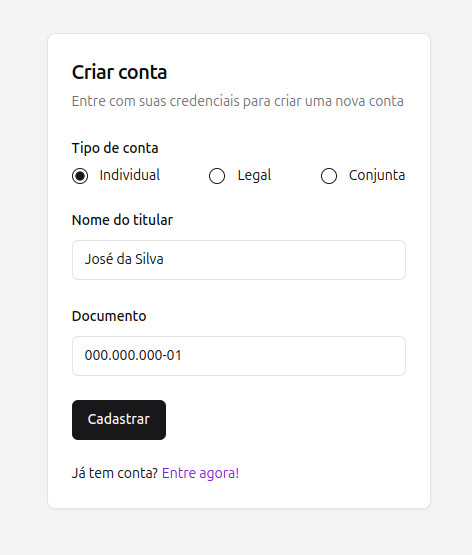 Criar conta
Entre com suas credenciais para criar uma nova conta
Tipo de conta
Individual Legal Conjunta
Nome do titular
José da Silva
Documento
000.000.000-01
Cadastrar
Já tem conta? Entre agora!